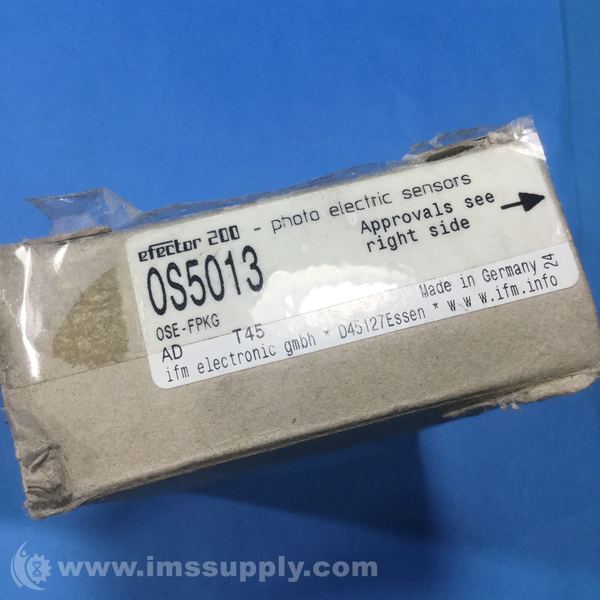 efector 200 - photo electric sensors
OS5013
Approvals see
right side
OSE-FPKG
AD T45
Made in Germany
24
ifm electronic gmbh * D45127Essen * www.ifm.info
www.imssupply.com